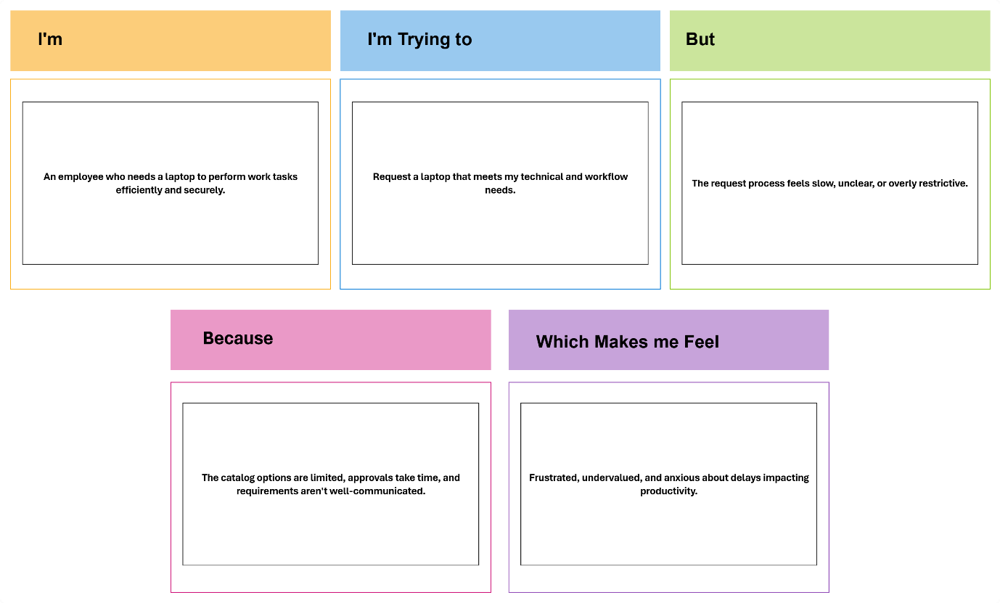 I'm
I'm Trying to
But
An employee who needs a laptop to perform work tasks
efficiently and securely.
Request a laptop that meets my technical and workflow
needs.
The request process feels slow, unclear, or overly restrictive.
Because
Which Makes me Feel
The catalog options are limited, approvals take time, and
requirements aren't well-communicated.
Frustrated, undervalued, and anxious about delays impacting
productivity.